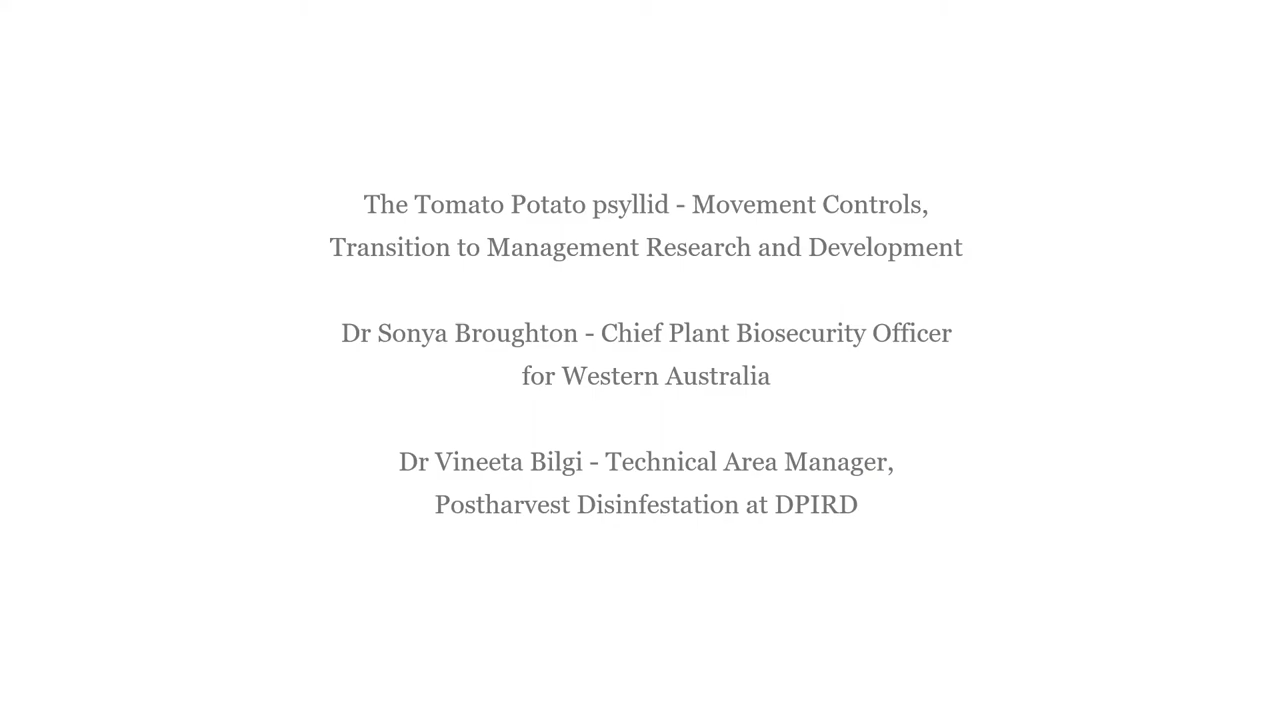 The Tomato Potato psyllid - Movement Controls,
Transition to Management Research and Development
Dr Sonya Broughton - Chief Plant Biosecurity Officer
for Western Australia
Dr Vineeta Bilgi - Technical Area Manager,
Postharvest Disinfestation at DPIRD